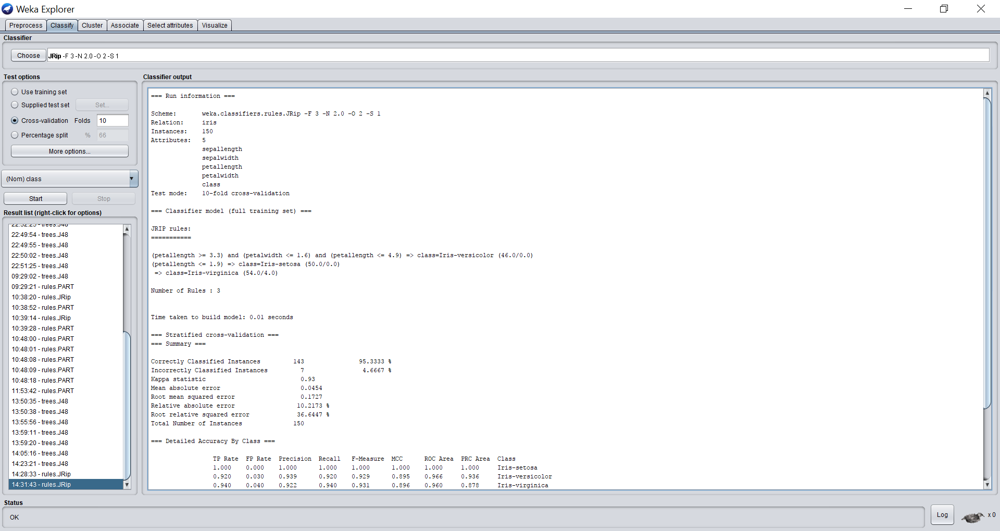 Weka Explorer
Preprocess Classify Cluster Associate Select attributes Visualize
Classifier
Choose JRip -F 3 -N 2.0 -O 2 -S 1
Test options
Use training set
Supplied test set Set...
Cross-validation Folds 10
Percentage split % 66
More options...
(Nom) class
Start Stop
Result list (right-click for options)
22:32:23 - trees.J48
22:49:54 - trees.J48
22:49:55 - trees.J48
22:50:02 - trees.J48
22:51:25 - trees.J48
09:29:02 - trees.J48
09:29:21 - rules.PART
10:38:20 - rules.JRip
10:38:52 - rules.PART
10:39:14 - rules.JRip
10:39:28 - rules.PART
10:48:00 - rules.PART
10:48:01 - rules.PART
10:48:08 - rules.PART
10:48:09 - rules.PART
10:48:18 - rules.PART
11:53:42 - rules.PART
13:50:35 - trees.J48
13:50:38 - trees.J48
13:55:56 - trees.J48
13:59:11 - trees.J48
13:59:20 - trees.J48
14:05:16 - trees.J48
14:23:21 - trees.J48
14:28:33 - rules.JRip
14:31:43 - rules.JRip
Classifier output
=== Run information ===
Scheme: weka.classifiers.rules.JRip -F 3 -N 2.0 -O 2 -S 1
Relation: iris
Instances: 150
Attributes: 5
sepallength
sepalwidth
petallength
petalwidth
class
Test mode: 10-fold cross-validation
=== Classifier model (full training set) ===
JRIP rules:
===========
(petallength >= 3.3) and (petalwidth <= 1.6) and (petallength <= 4.9) => class=Iris-versicolor (46.0/0.0)
(petallength <= 1.9) => class=Iris-setosa (50.0/0.0)
=> class=Iris-virginica (54.0/4.0)
Number of Rules : 3
Time taken to build model: 0.01 seconds
=== Stratified cross-validation ===
=== Summary ===
Correctly Classified Instances 143 95.3333 %
Incorrectly Classified Instances 7 4.6667 %
Kappa statistic 0.93
Mean absolute error 0.0454
Root mean squared error 0.1727
Relative absolute error 10.2173 %
Root relative squared error 36.6447 %
Total Number of Instances 150
=== Detailed Accuracy By Class ===
TP Rate FP Rate Precision Recall F-Measure MCC ROC Area PRC Area Class
1.000 0.000 1.000 1.000 1.000 1.000 1.000 1.000 Iris-setosa
0.920 0.030 0.939 0.920 0.929 0.895 0.966 0.936 Iris-versicolor
0.940 0.040 0.922 0.940 0.931 0.896 0.960 0.878 Iris-virginica
Status
OK
Log x 0